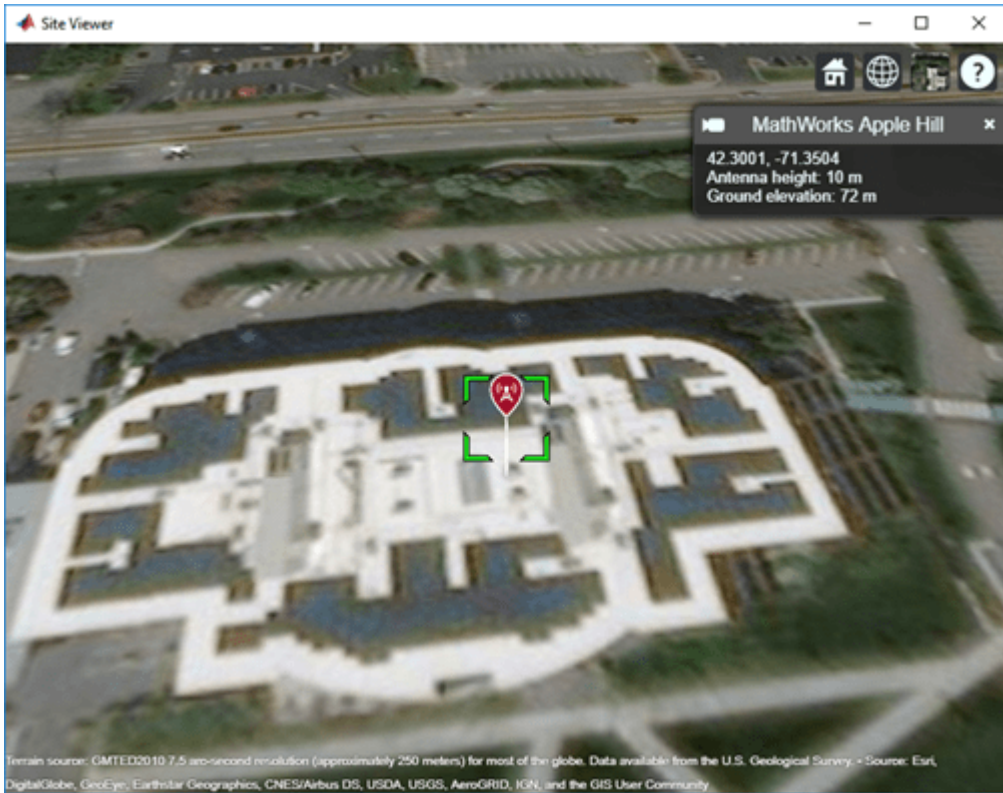 Site Viewer
MathWorks Apple Hill
42.3001, -71.3504
Antenna height: 10 m
Ground elevation: 72 m
Terrain source: GMTED2010 7.5 arc-second resolution (approximately 250 meters) for most of the globe. Data available from the U.S. Geological Survey. • Source: Esri,
DigitalGlobe, GeoEye, Earthstar Geographics, CNES/Airbus DS, USDA, USGS, AeroGRID, IGN, and the GIS User Community